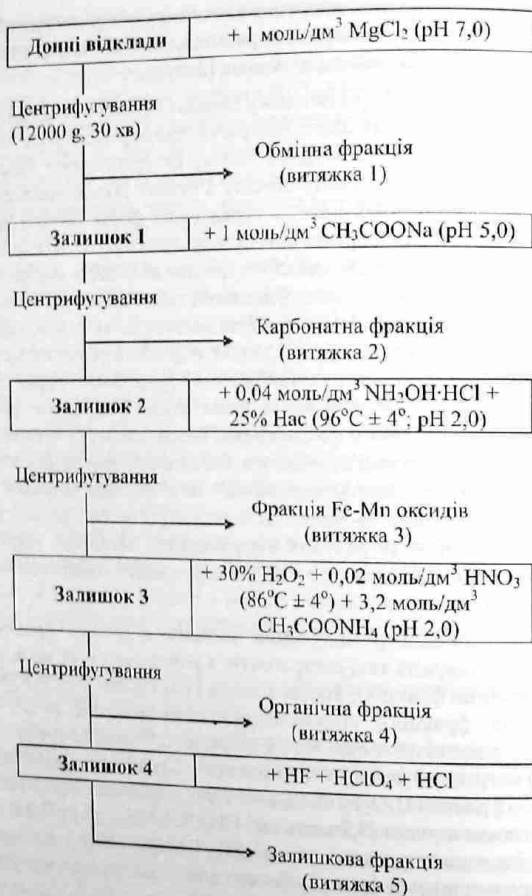 Донні відклади
+ 1 моль/дм³ MgCl₂ (pH 7,0)
Центрифугування
(12000 g, 30 хв)
Обмінна фракція
(витяжка 1)
Залишок 1
+ 1 моль/дм³ CH₃COONa (pH 5,0)
Центрифугування
Карбонатна фракція
(витяжка 2)
Залишок 2
+ 0,04 моль/дм³ NH₂OH·HCl +
25% Hac (96°C ± 4°; pH 2,0)
Центрифугування
Фракція Fe-Mn оксидів
(витяжка 3)
Залишок 3
+ 30% H₂O₂ + 0,02 моль/дм³ HNO₃
(86°C ± 4°) + 3,2 моль/дм³
CH₃COONH₄ (pH 2,0)
Центрифугування
Органічна фракція
(витяжка 4)
Залишок 4
+ HF + HClO₄ + HCl
Залишкова фракція
(витяжка 5)